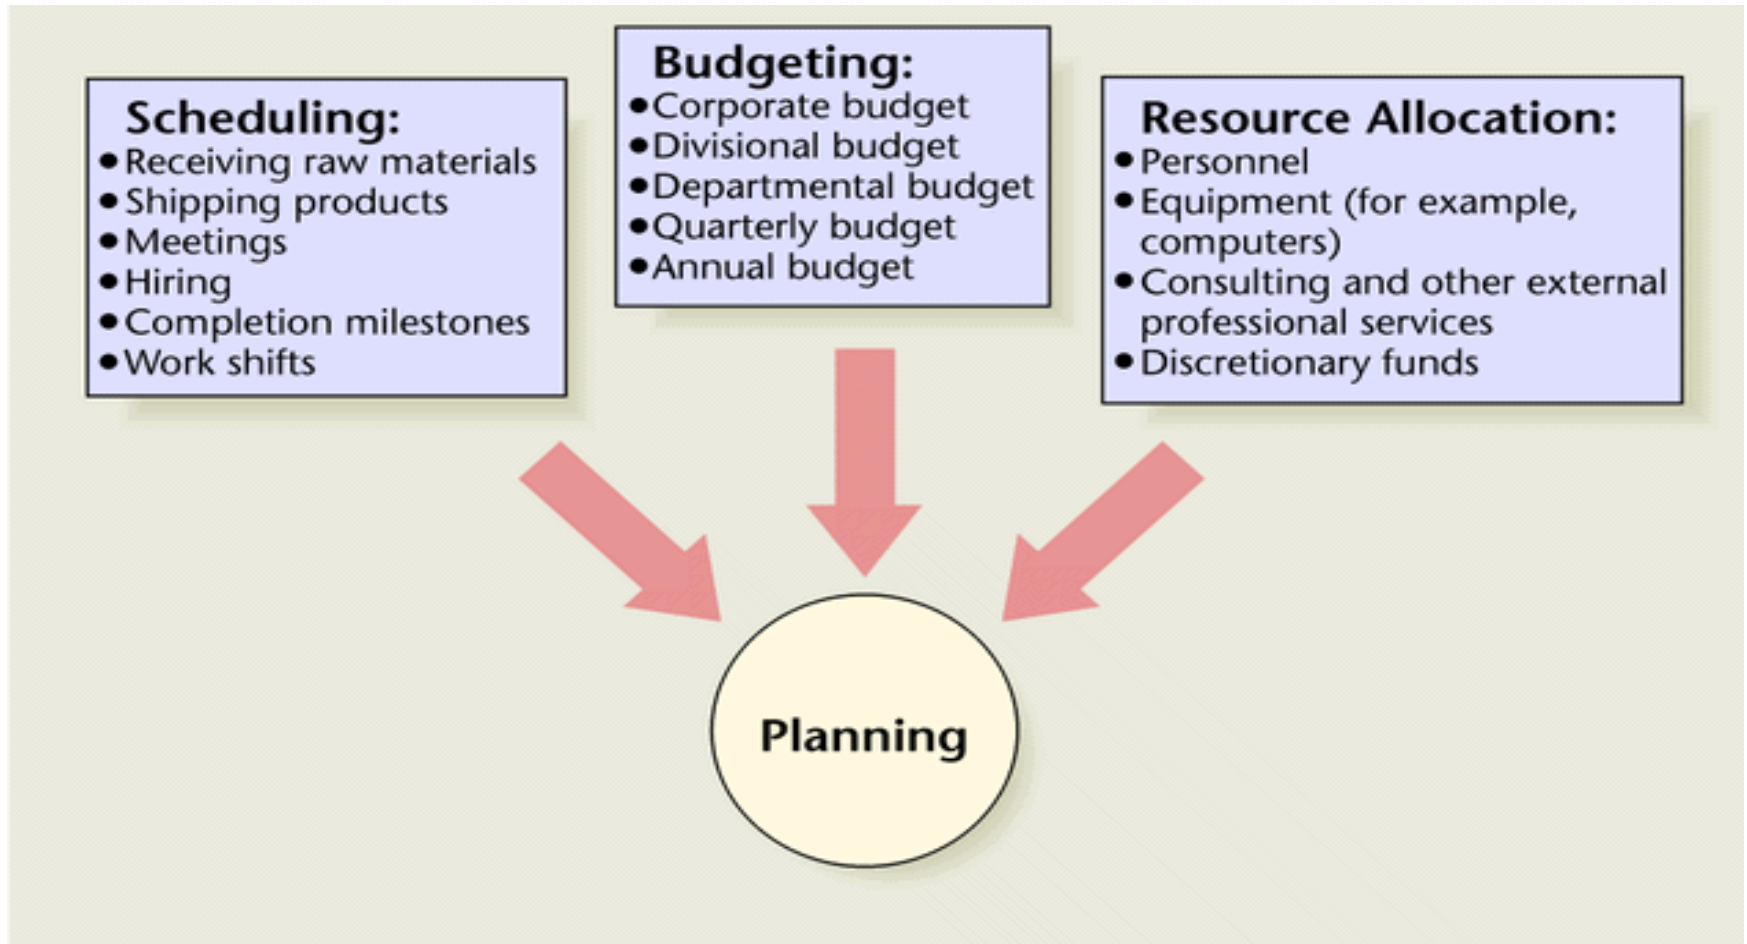 Scheduling:
•Receiving raw materials
•Shipping products
•Meetings
•Hiring
•Completion milestones
•Work shifts
Budgeting:
•Corporate budget
•Divisional budget
•Departmental budget
•Quarterly budget
•Annual budget
Resource Allocation:
•Personnel
•Equipment (for example,
computers)
•Consulting and other external
professional services
•Discretionary funds
Planning